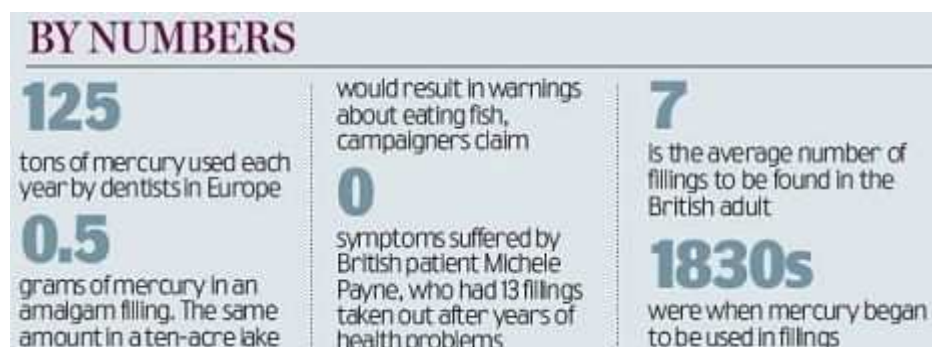 BY NUMBERS
125
tons of mercury used each
year by dentists in Europe
0.5
grams of mercury in an
amalgam filling. The same
amount in a ten-acre lake
would result in warnings
about eating fish,
campaigners claim
0
symptoms suffered by
British patient Michele
Payne, who had 13 fillings
taken out after years of
health problems
7
is the average number of
fillings to be found in the
British adult
1830s
were when mercury began
to be used in fillings